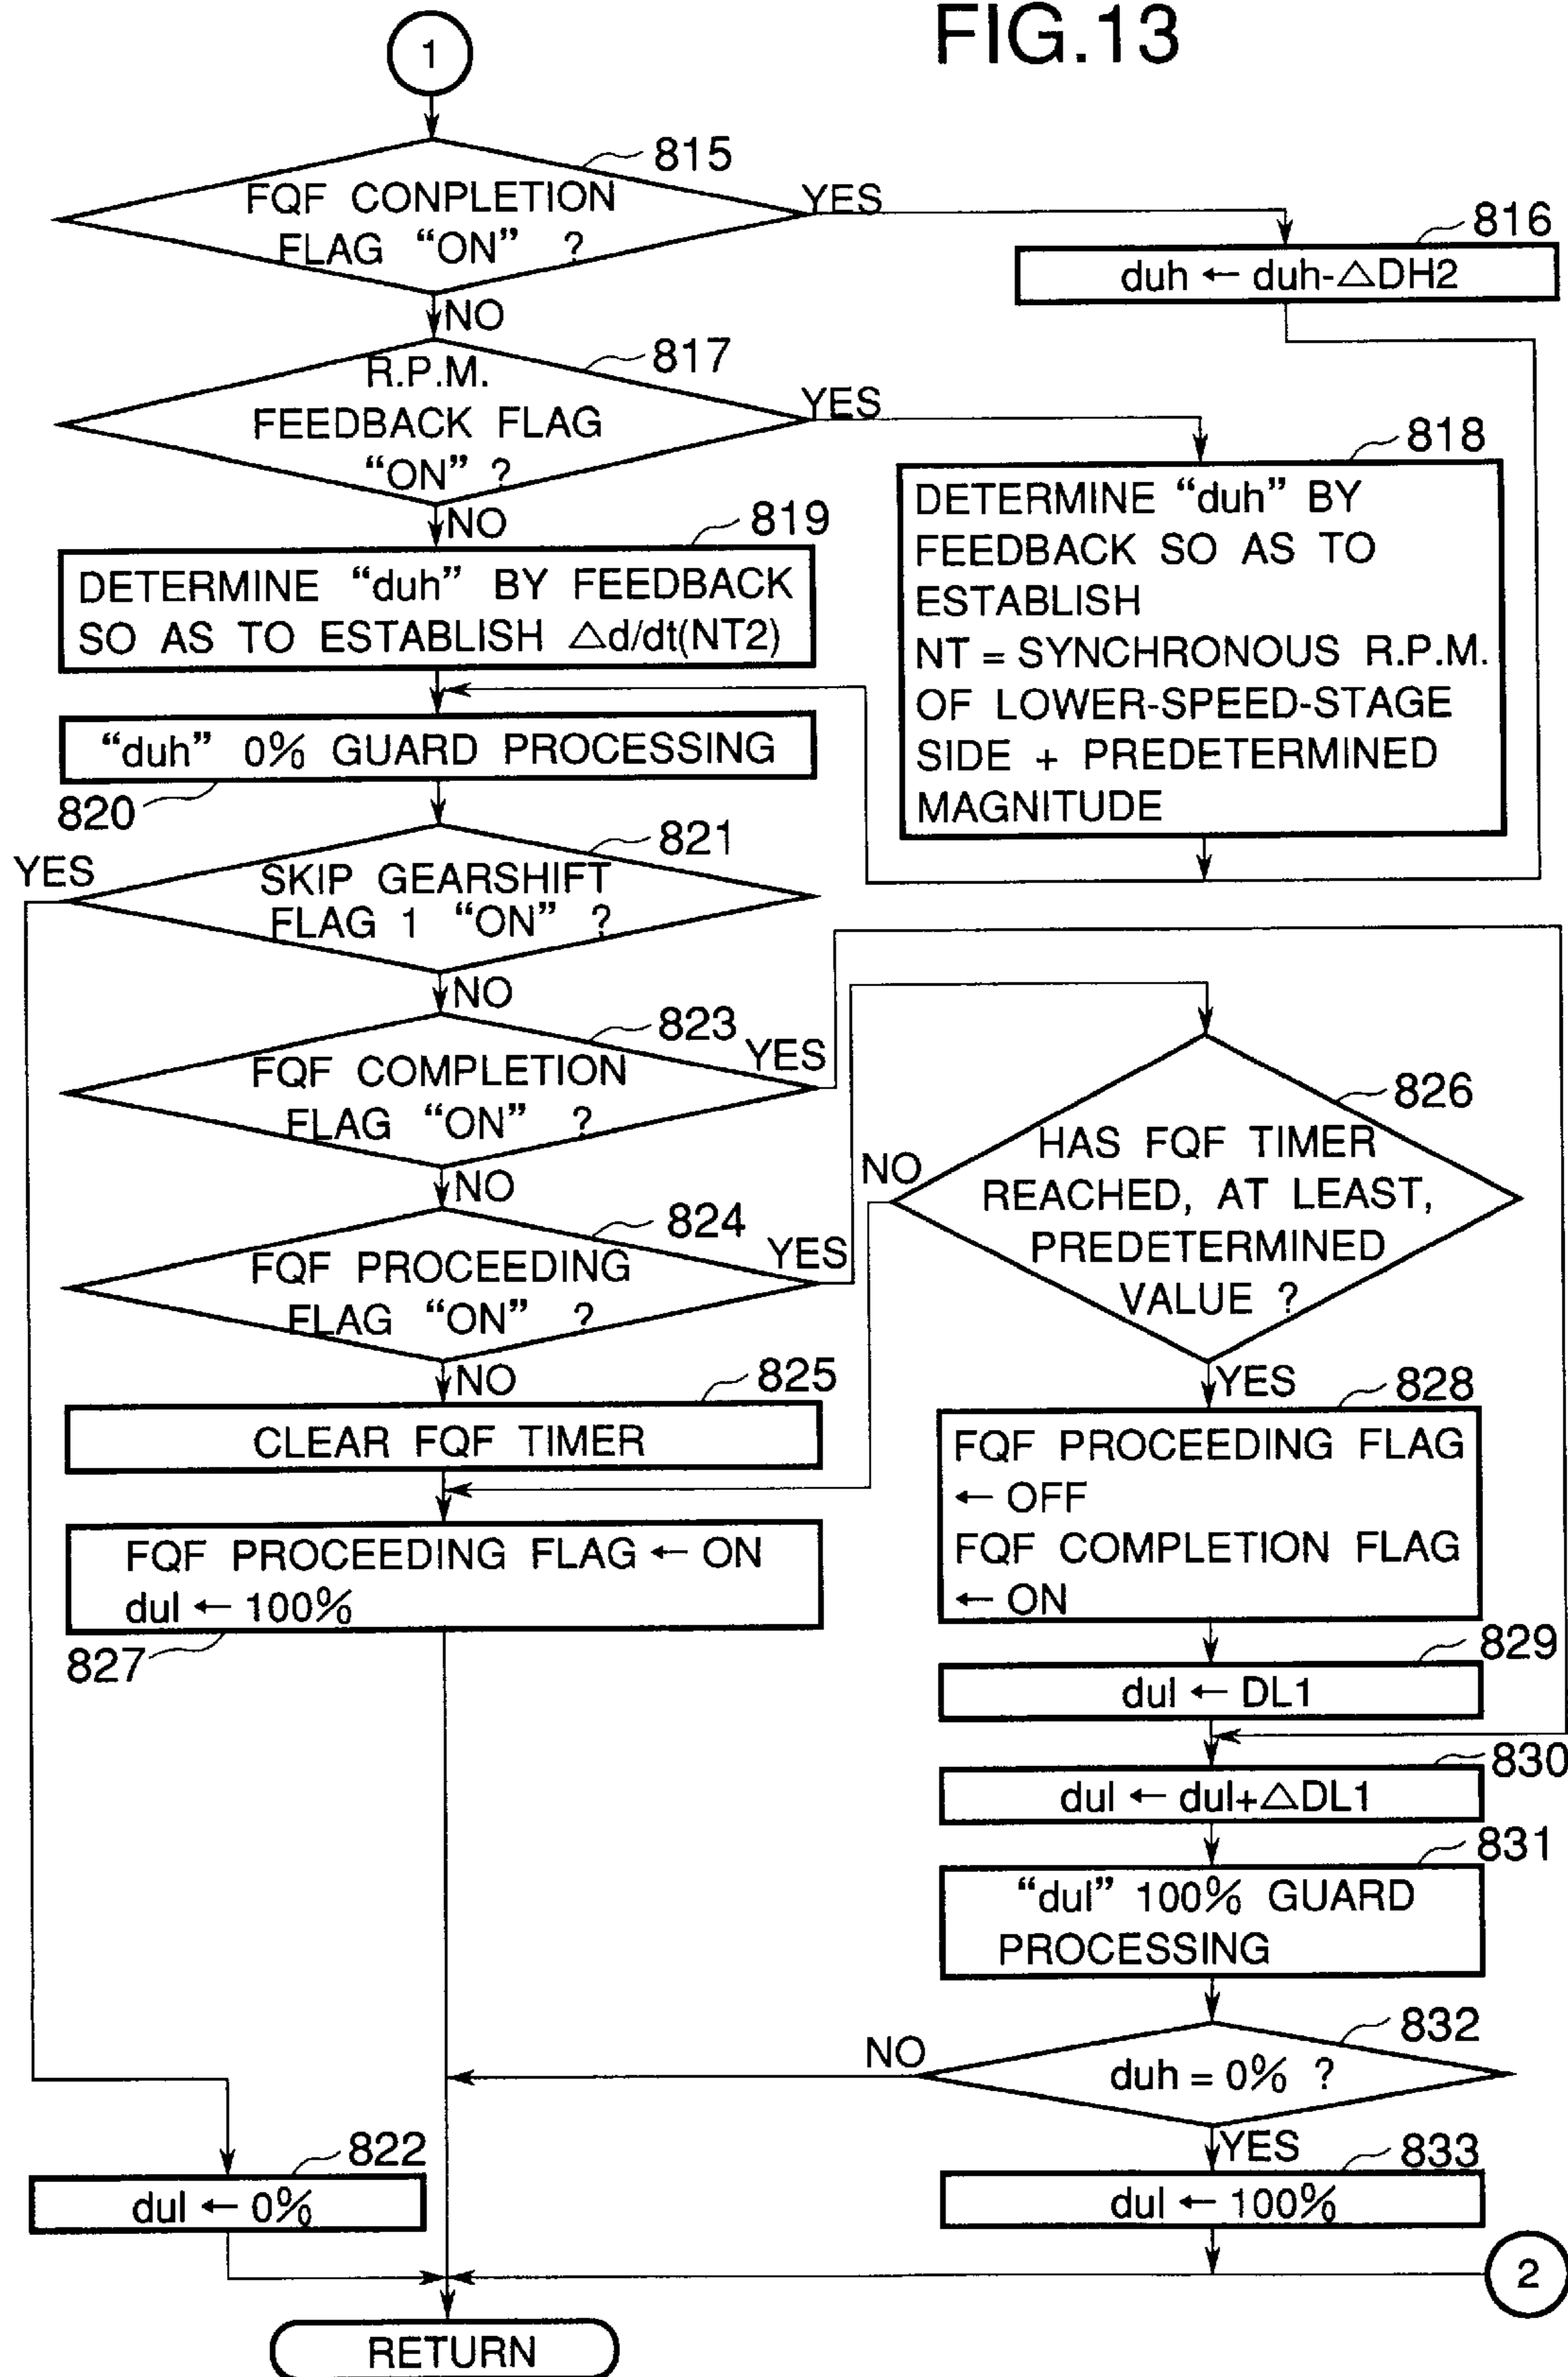 FIG.13
1
815
FQF CONPLETION
FLAG “ON” ?
YES
816
duh ← duh-△DH2
NO
817
R.P.M.
FEEDBACK FLAG
“ON” ?
YES
818
DETERMINE “duh” BY
FEEDBACK SO AS TO
ESTABLISH
NT = SYNCHRONOUS R.P.M.
OF LOWER-SPEED-STAGE
SIDE + PREDETERMINED
MAGNITUDE
NO
819
DETERMINE “duh” BY FEEDBACK
SO AS TO ESTABLISH △d/dt(NT2)
“duh” 0% GUARD PROCESSING
820
821
YES
SKIP GEARSHIFT
FLAG 1 “ON” ?
NO
823
YES
FQF COMPLETION
FLAG “ON” ?
NO
824
YES
FQF PROCEEDING
FLAG “ON” ?
826
NO
HAS FQF TIMER
REACHED, AT LEAST,
PREDETERMINED
VALUE ?
NO
825
CLEAR FQF TIMER
FQF PROCEEDING FLAG ← ON
dul ← 100%
827
YES
828
FQF PROCEEDING FLAG
← OFF
FQF COMPLETION FLAG
← ON
829
dul ← DL1
830
dul ← dul+△DL1
831
“dul” 100% GUARD
PROCESSING
832
NO
duh = 0% ?
YES
833
dul ← 100%
822
dul ← 0%
2
RETURN